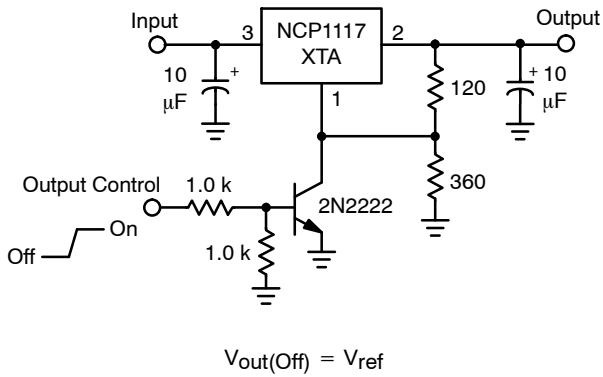 Input
Output
3
NCP1117
XTA
2
10
μF
+
1
120
+ 10
μF
360
Output Control
1.0 k
2N2222
On
Off
1.0 k
Vout(Off) = Vref